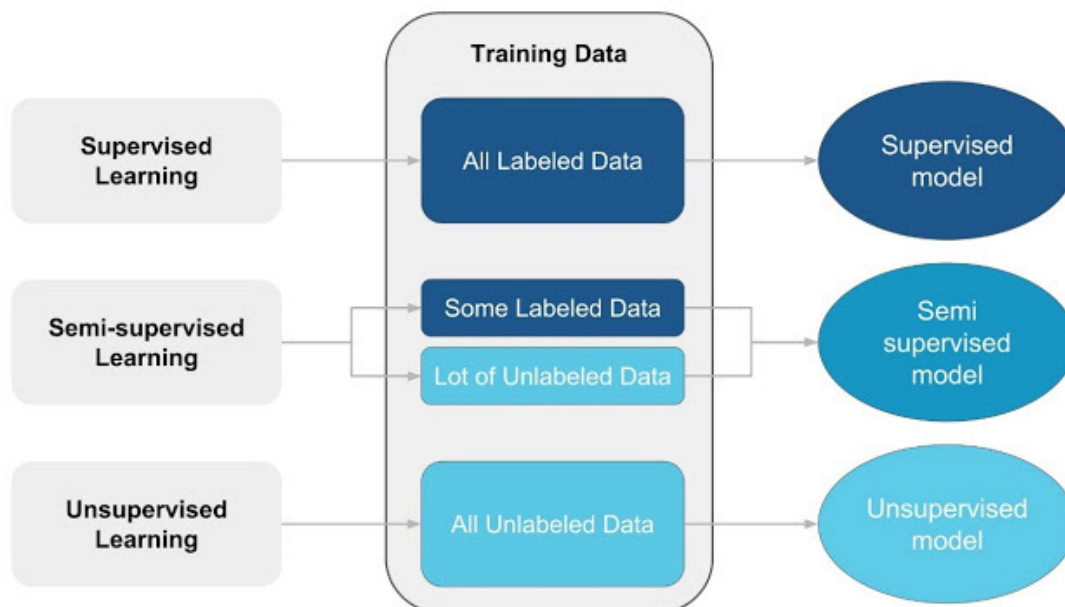 Training Data
Supervised
Learning
All Labeled Data
Supervised
model
Semi-supervised
Learning
Some Labeled Data
Lot of Unlabeled Data
Semi
supervised
model
Unsupervised
Learning
All Unlabeled Data
Unsupervised
model